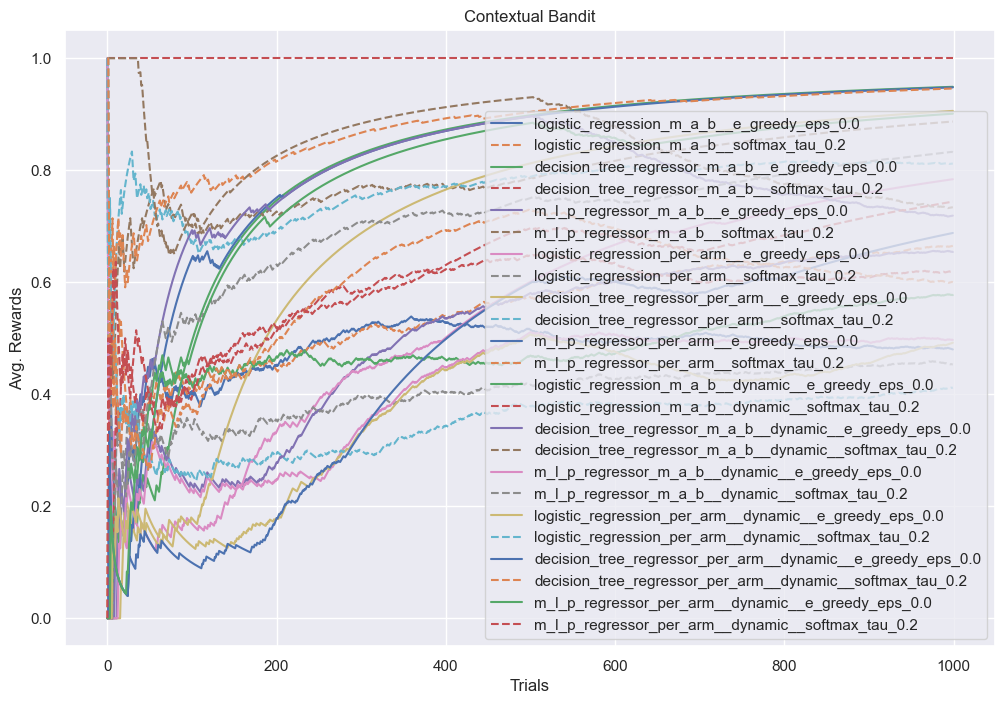 Contextual Bandit
1.0
0.8
0.6
0.4
0.2
0.0
Avg. Rewards
logistic_regression_m_a_b__e_greedy_eps_0.0
logistic_regression_m_a_b__softmax_tau_0.2
decision_tree_regressor_m_a_b__e_greedy_eps_0.0
decision_tree_regressor_m_a_b__softmax_tau_0.2
m_l_p_regressor_m_a_b__e_greedy_eps_0.0
m_l_p_regressor_m_a_b__softmax_tau_0.2
logistic_regression_per_arm__e_greedy_eps_0.0
logistic_regression_per_arm__softmax_tau_0.2
decision_tree_regressor_per_arm__e_greedy_eps_0.0
decision_tree_regressor_per_arm__softmax_tau_0.2
m_l_p_regressor_per_arm__e_greedy_eps_0.0
m_l_p_regressor_per_arm__softmax_tau_0.2
logistic_regression_m_a_b__dynamic__e_greedy_eps_0.0
logistic_regression_m_a_b__dynamic__softmax_tau_0.2
decision_tree_regressor_m_a_b__dynamic__e_greedy_eps_0.0
decision_tree_regressor_m_a_b__dynamic__softmax_tau_0.2
m_l_p_regressor_m_a_b__dynamic__e_greedy_eps_0.0
m_l_p_regressor_m_a_b__dynamic__softmax_tau_0.2
logistic_regression_per_arm__dynamic__e_greedy_eps_0.0
logistic_regression_per_arm__dynamic__softmax_tau_0.2
decision_tree_regressor_per_arm__dynamic__e_greedy_eps_0.0
decision_tree_regressor_per_arm__dynamic__softmax_tau_0.2
m_l_p_regressor_per_arm__dynamic__e_greedy_eps_0.0
m_l_p_regressor_per_arm__dynamic__softmax_tau_0.2
0 200 400 600 800 1000
Trials